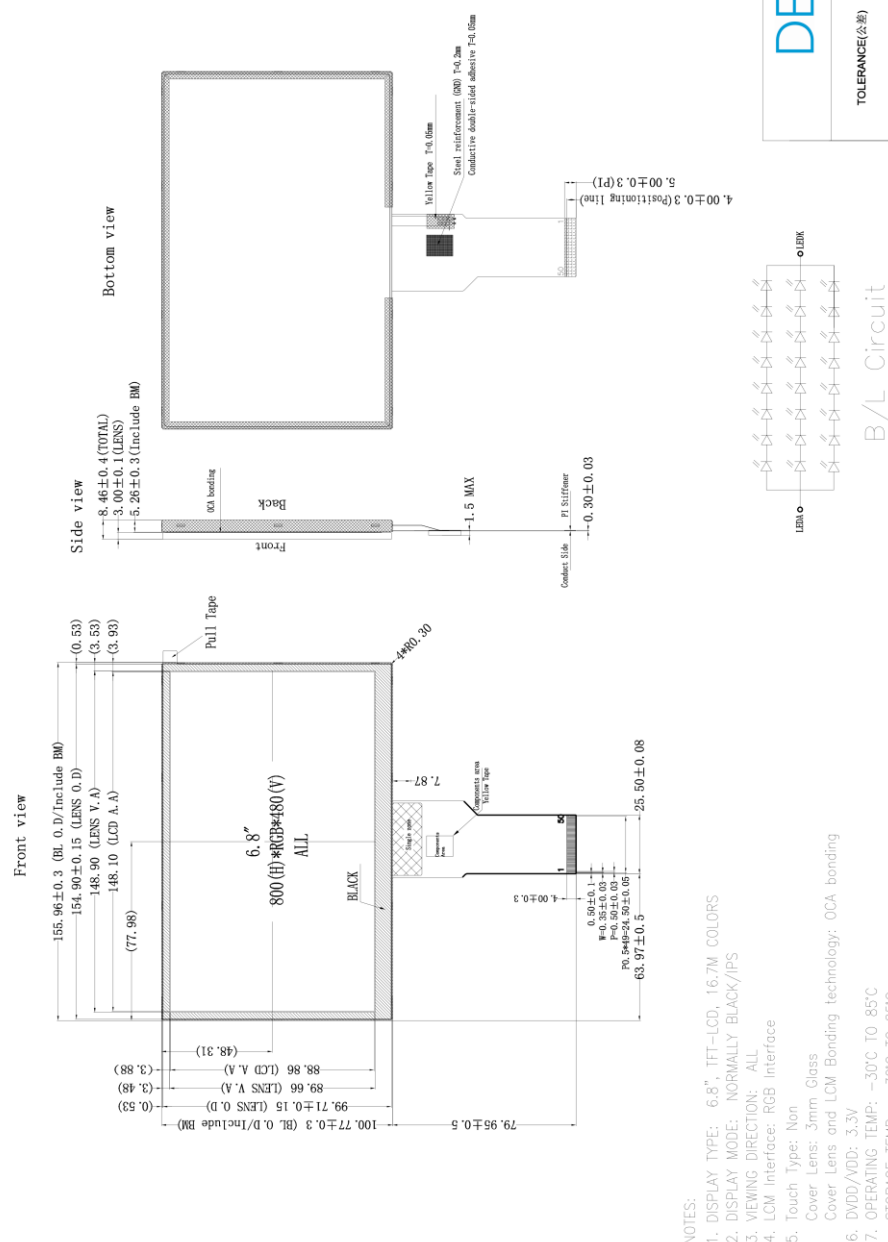 Front view
155.96±0.3 (BL O.D/Include BM)
154.90±0.15 (LENS O.D)
148.90 (LENS V.A)
148.10 (LCD A.A)
(77.98)
(0.53)
(3.53)
(3.93)
Pull Tape
100.77±0.3 (BL O.D/Include BM)
99.71±0.15 (LENS O.D)
89.66 (LENS V.A)
88.86 (LCD A.A)
(48.31)
(0.53)
(3.48)
(3.88)
6.8"
800(H)*RGB*480(V)
ALL
BLACK
4*R0.30
7.87
79.95±0.5
Components area
Yellow Tape
Components
Area
1
50
4.00±0.3
0.50±0.1
W=0.35±0.03
P=0.50±0.03
P0.5*49=24.50±0.05
63.97±0.5
25.50±0.08
Side view
8.46±0.4(TOTAL)
3.00±0.1(LENS)
5.26±0.3(Include BM)
OCA bonding
Front
Back
1.5 MAX
Conduct Side
PI Stiffener
0.30±0.03
Bottom view
Yellow Tape T=0.05mm
Steel reinforcement (GND) T=0.2mm
Conductive double-sided adhesive T=0.05mm
50
1
5.00±0.3(PI)
4.00±0.3(Positioning line)
LEDA
LEDK
B/L Circuit
NOTES:
1. DISPLAY TYPE: 6.8", TFT-LCD, 16.7M COLORS
2. DISPLAY MODE: NORMALLY BLACK/IPS
3. VIEWING DIRECTION: ALL
4. LCM Interface: RGB Interface
5. Touch Type: Non
Cover Lens: 3mm Glass
Cover Lens and LCM Bonding technology: OCA bonding
6. DVDD/VDD: 3.3V
7. OPERATING TEMP: -30°C TO 85°C
DE
TOLERANCE(公差)